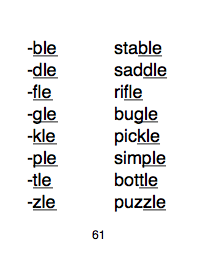 -ble stable
-dle saddle
-fle rifle
-gle bugle
-kle pickle
-ple simple
-tle bottle
-zle puzzle
61